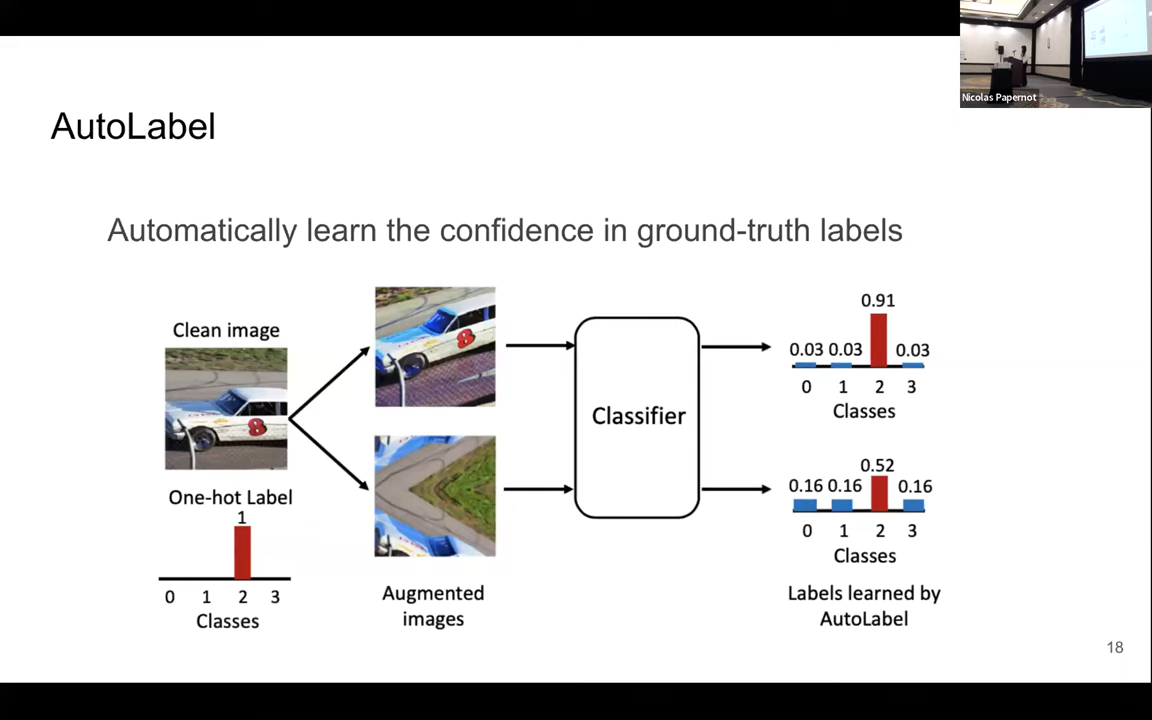 Nicolas Papernot
AutoLabel
Automatically learn the confidence in ground-truth labels
Clean image
8
One-hot Label
1
0 1 2 3
Classes
8
Augmented
images
Classifier
0.91
0.03 0.03 0.03
0 1 2 3
Classes
0.52
0.16 0.16 0.16
0 1 2 3
Classes
Labels learned by
AutoLabel
18